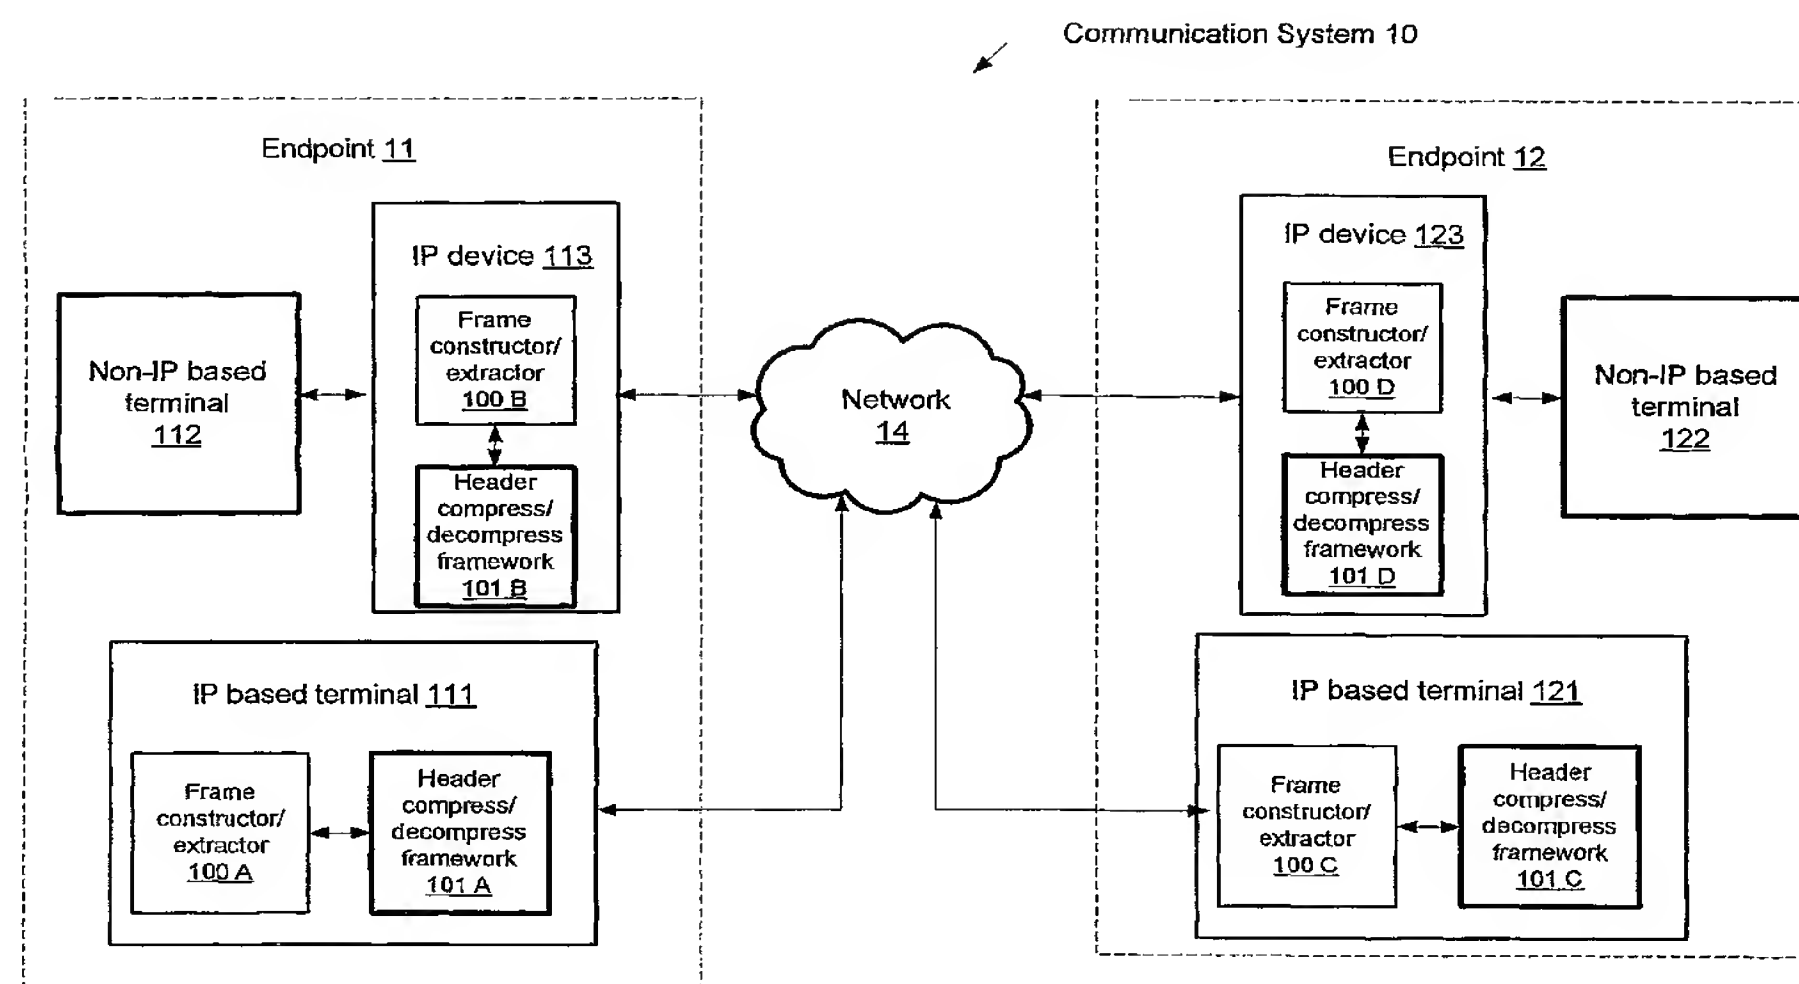 Communication System 10
Endpoint 11
IP device 113
Frame
constructor/
extractor
100 B
Header
compress/
decompress
framework
101 B
Non-IP based
terminal
112
IP based terminal 111
Frame
constructor/
extractor
100 A
Header
compress/
decompress
framework
101 A
Network
14
Endpoint 12
IP device 123
Frame
constructor/
extractor
100 D
Header
compress/
decompress
framework
101 D
Non-IP based
terminal
122
IP based terminal 121
Frame
constructor/
extractor
100 C
Header
compress/
decompress
framework
101 C